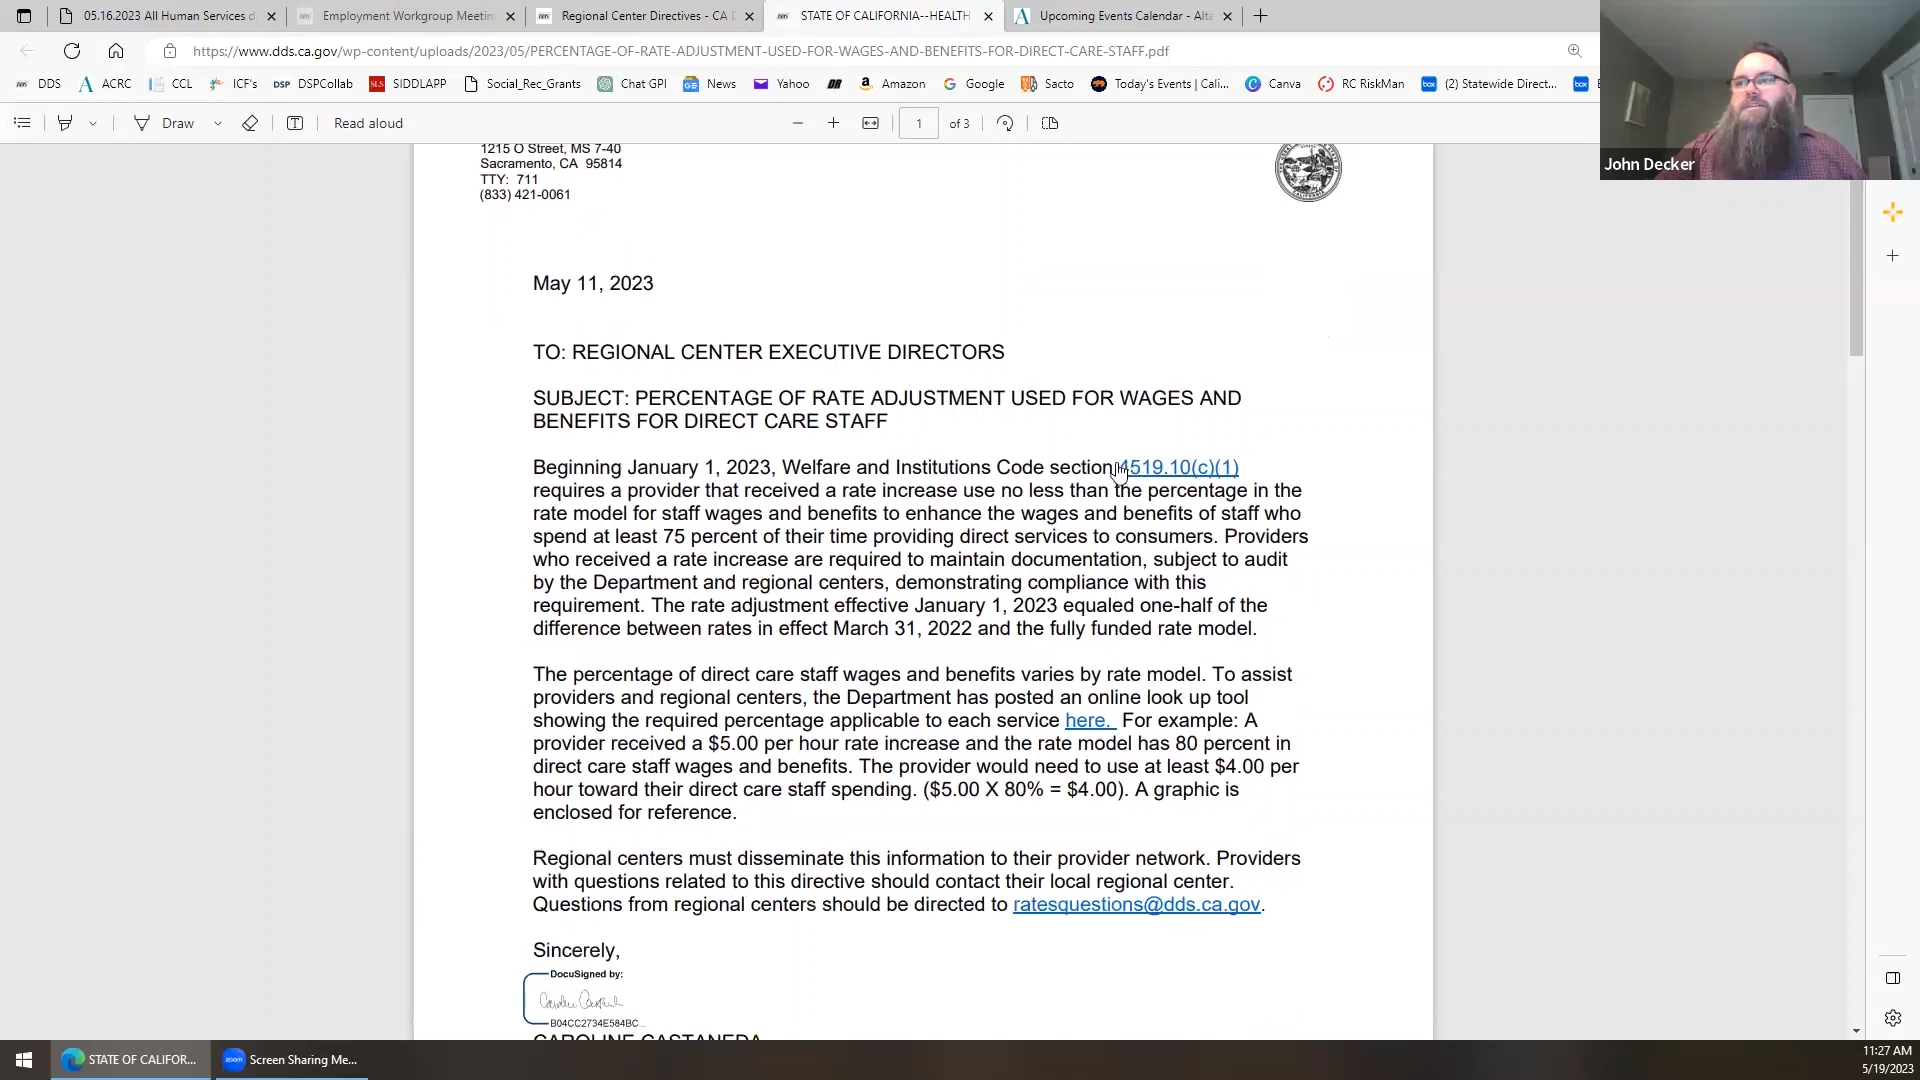 05.16.2023 All Human Services d
Employment Workgroup Meetin
Regional Center Directives - CA D
STATE OF CALIFORNIA--HEALTH
Upcoming Events Calendar - Alta
https://www.dds.ca.gov/wp-content/uploads/2023/05/PERCENTAGE-OF-RATE-ADJUSTMENT-USED-FOR-WAGES-AND-BENEFITS-FOR-DIRECT-CARE-STAFF.pdf
DDS
ACRC
CCL
ICF's
DSP DSPCollab
SLS SIDDLAPP
Social_Rec_Grants
Chat GPI
News
Yahoo
Amazon
Google
Sacto
Today's Events | Cali...
Canva
RC RiskMan
box (2) Statewide Direct...
box
Draw
Read aloud
1 of 3
John Decker
1215 O Street, MS 7-40
Sacramento, CA 95814
TTY: 711
(833) 421-0061
May 11, 2023
TO: REGIONAL CENTER EXECUTIVE DIRECTORS
SUBJECT: PERCENTAGE OF RATE ADJUSTMENT USED FOR WAGES AND
BENEFITS FOR DIRECT CARE STAFF
Beginning January 1, 2023, Welfare and Institutions Code section 4519.10(c)(1)
requires a provider that received a rate increase use no less than the percentage in the
rate model for staff wages and benefits to enhance the wages and benefits of staff who
spend at least 75 percent of their time providing direct services to consumers. Providers
who received a rate increase are required to maintain documentation, subject to audit
by the Department and regional centers, demonstrating compliance with this
requirement. The rate adjustment effective January 1, 2023 equaled one-half of the
difference between rates in effect March 31, 2022 and the fully funded rate model.
The percentage of direct care staff wages and benefits varies by rate model. To assist
providers and regional centers, the Department has posted an online look up tool
showing the required percentage applicable to each service here. For example: A
provider received a $5.00 per hour rate increase and the rate model has 80 percent in
direct care staff wages and benefits. The provider would need to use at least $4.00 per
hour toward their direct care staff spending. ($5.00 X 80% = $4.00). A graphic is
enclosed for reference.
Regional centers must disseminate this information to their provider network. Providers
with questions related to this directive should contact their local regional center.
Questions from regional centers should be directed to ratesquestions@dds.ca.gov.
Sincerely,
DocuSigned by:
B04CC2734E584BC...
CAROLINE CASTANEDA
STATE OF CALIFOR...
zoom Screen Sharing Me...
11:27 AM
5/19/2023